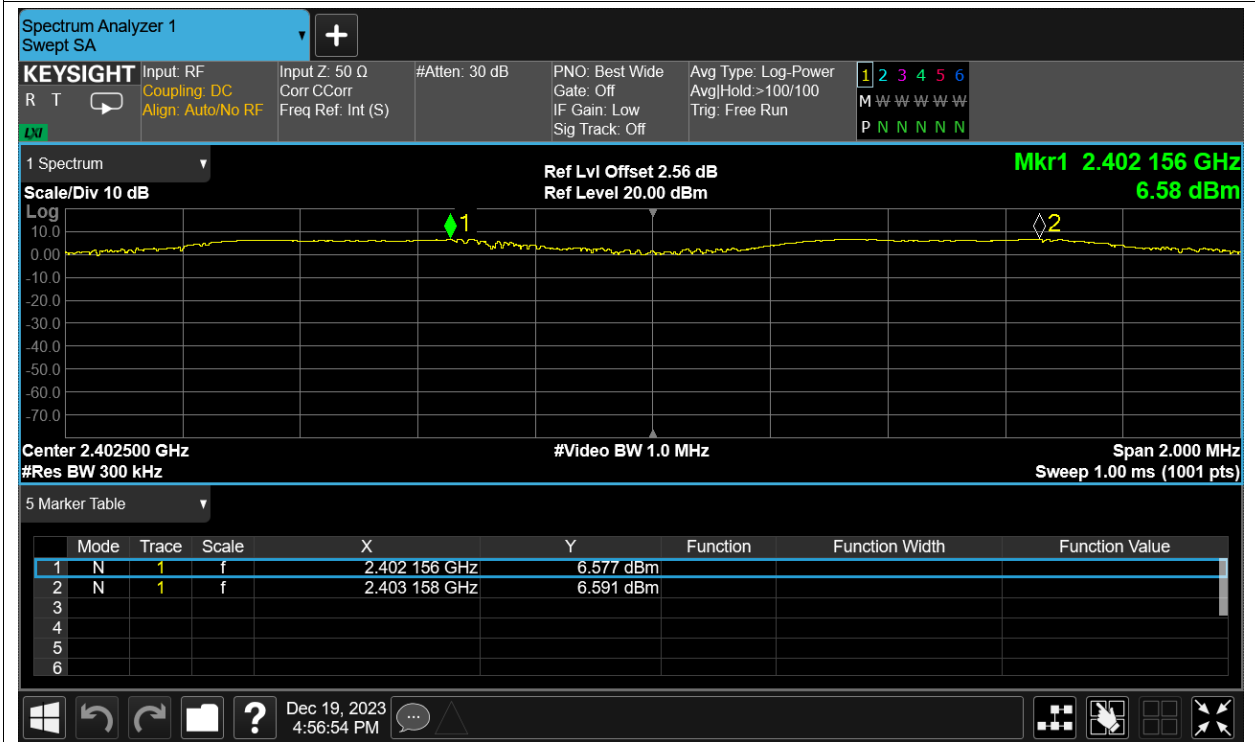 Spectrum Analyzer 1
Swept SA
+
KEYSIGHT
R T
LXI
Input: RF
Coupling: DC
Align: Auto/No RF
Input Z: 50 Ω
Corr CCorr
Freq Ref: Int (S)
#Atten: 30 dB
PNO: Best Wide
Gate: Off
IF Gain: Low
Sig Track: Off
Avg Type: Log-Power
Avg|Hold:>100/100
Trig: Free Run
1 2 3 4 5 6
M W W W W W
P N N N N N
1 Spectrum
Scale/Div 10 dB
Ref Lvl Offset 2.56 dB
Ref Level 20.00 dBm
Mkr1 2.402 156 GHz
6.58 dBm
Log
1
2
10.0
0.00
-10.0
-20.0
-30.0
-40.0
-50.0
-60.0
-70.0
Center 2.402500 GHz
#Res BW 300 kHz
#Video BW 1.0 MHz
Span 2.000 MHz
Sweep 1.00 ms (1001 pts)
5 Marker Table
Mode Trace Scale X Y Function Function Width Function Value
1 N 1 f 2.402 156 GHz 6.577 dBm
2 N 1 f 2.403 158 GHz 6.591 dBm
3
4
5
6
?
Dec 19, 2023
4:56:54 PM